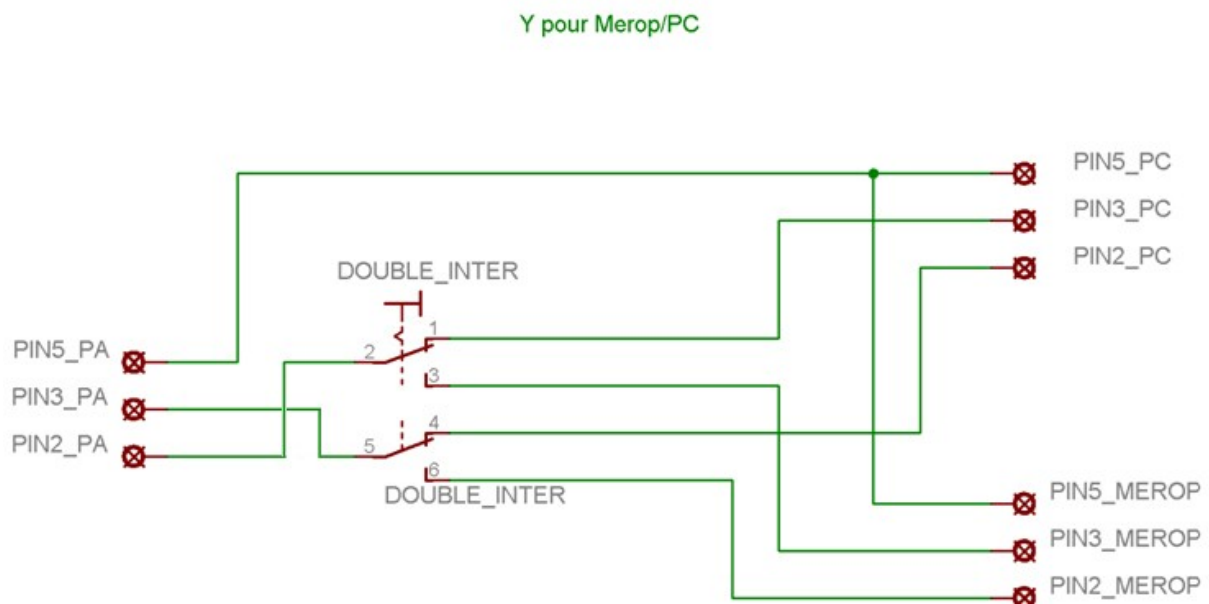 Y pour Merop/PC
PIN5_PC
PIN3_PC
PIN2_PC
DOUBLE_INTER
1
2
3
4
5
6
DOUBLE_INTER
PIN5_PA
PIN3_PA
PIN2_PA
PIN5_MEROP
PIN3_MEROP
PIN2_MEROP